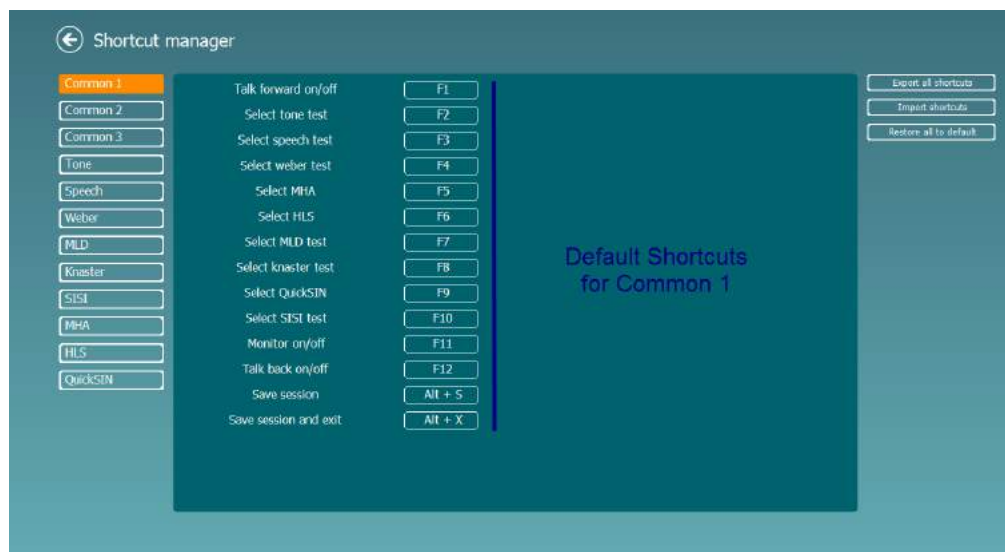 Shortcut manager
Common 1
Common 2
Common 3
Tone
Speech
Weber
MLD
Knaster
SISI
MHA
HLS
QuickSIN
Talk forward on/off F1
Select tone test F2
Select speech test F3
Select weber test F4
Select MHA F5
Select HLS F6
Select MLD test F7
Select knaster test F8
Select QuickSIN F9
Select SISI test F10
Monitor on/off F11
Talk back on/off F12
Save session Alt + S
Save session and exit Alt + X
Default Shortcuts
for Common 1
Export all shortcuts
Import shortcuts
Restore all to default